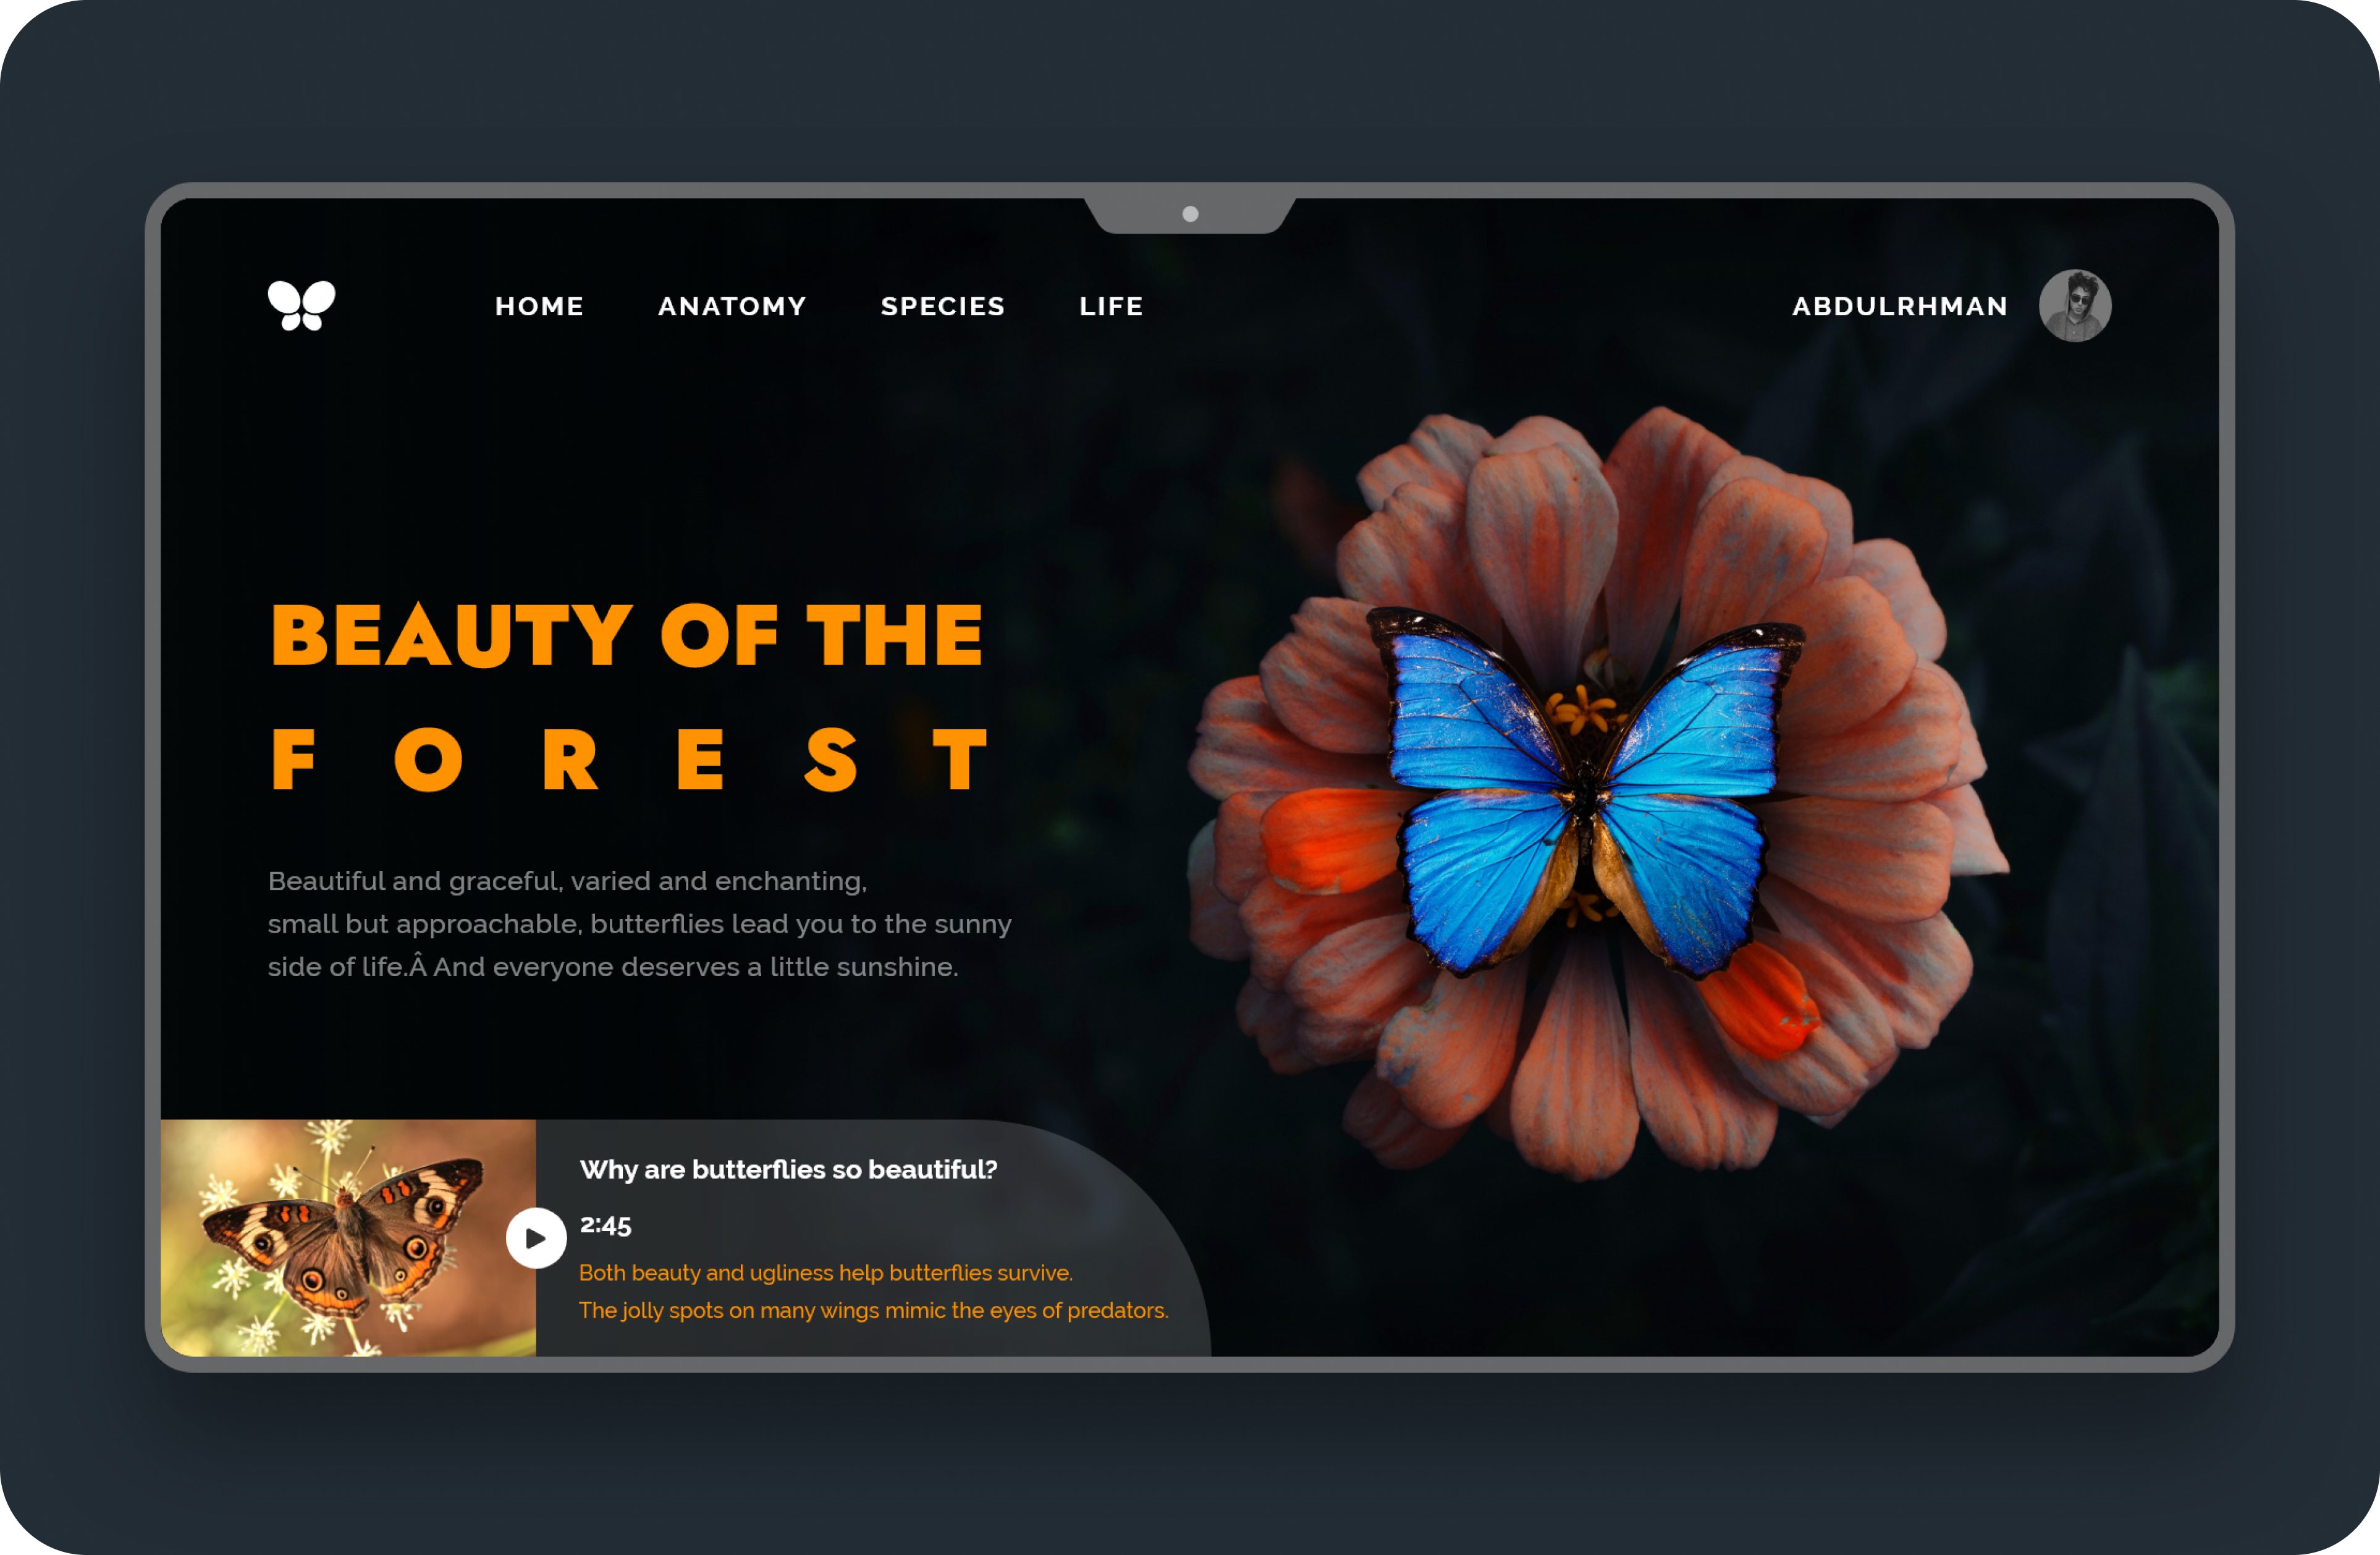 HOME ANATOMY SPECIES LIFE ABDULRHMAN
BEAUTY OF THE
FOREST
Beautiful and graceful, varied and enchanting,
small but approachable, butterflies lead you to the sunny
side of life.Â And everyone deserves a little sunshine.
Why are butterflies so beautiful?
2:45
Both beauty and ugliness help butterflies survive.
The jolly spots on many wings mimic the eyes of predators.